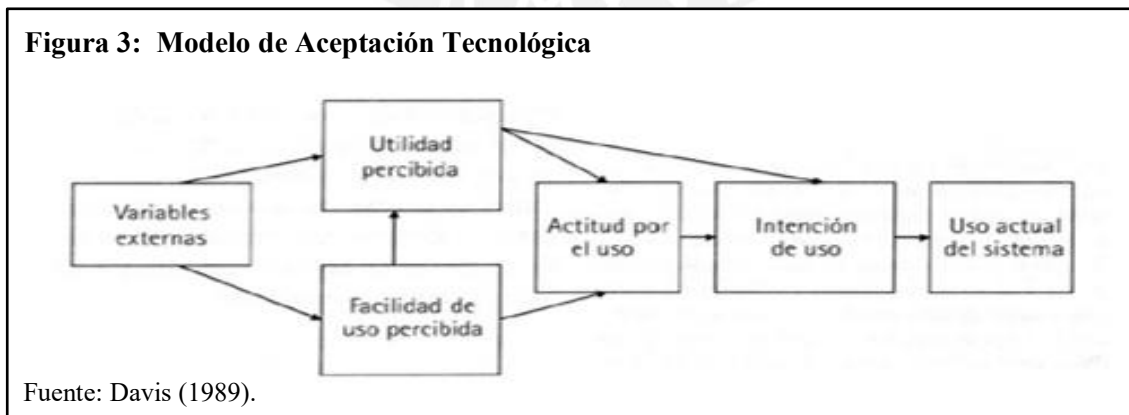 Figura 3: Modelo de Aceptación Tecnológica
Utilidad
percibida
Variables
externas
Facilidad de
uso percibida
Actitud por
el uso
Intención
de uso
Uso actual
del sistema
Fuente: Davis (1989).